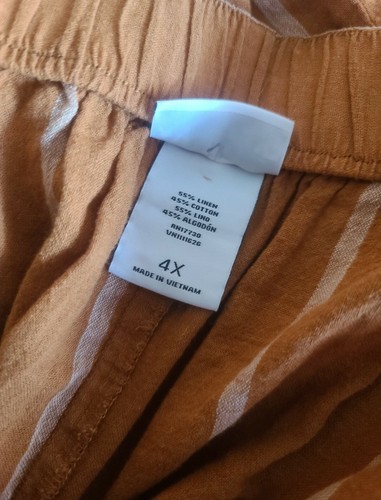 55% LINEN
45% COTTON
55% LINO
45% ALGODÓN
RN17730
VN1111626
4X
MADE IN VIETNAM